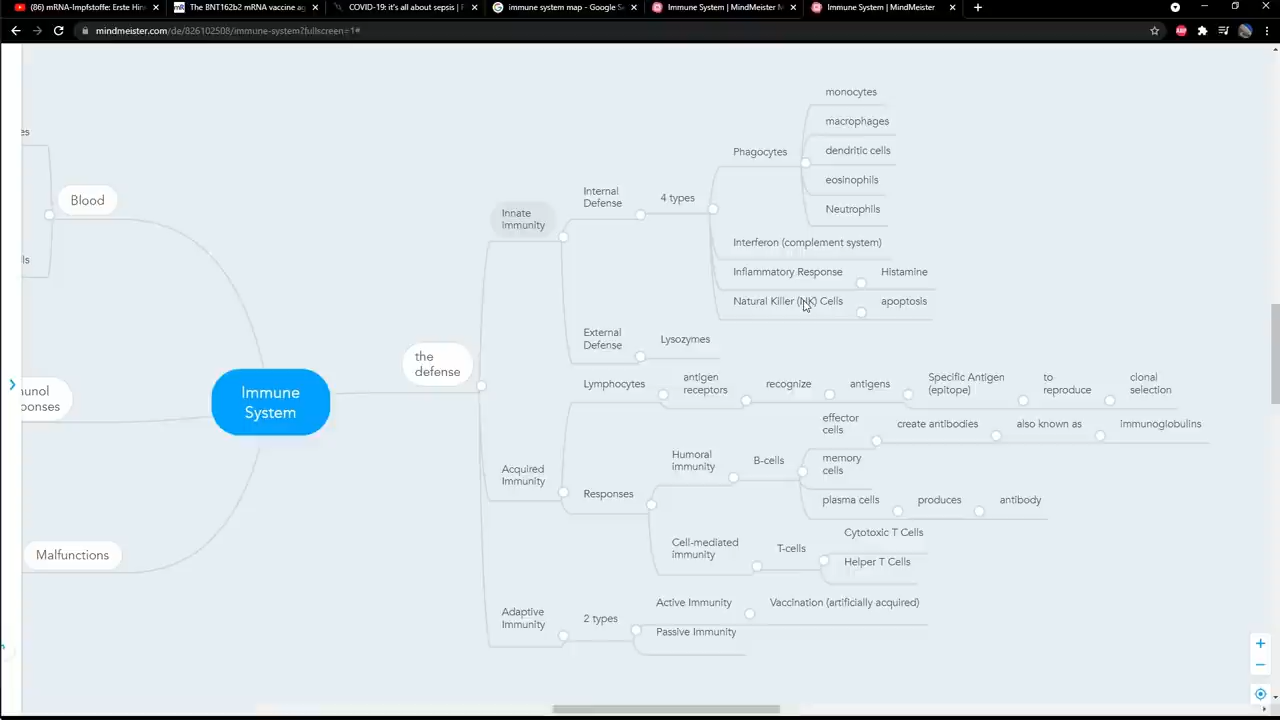 (6) mRNA-Impfstoffe: Erste Hin
The BNT162b2 mRNA vaccine ag
COVID-19: it's all about sepsis |
immune system map - Google S
Immune System | MindMeister M
Immune System | MindMeister
mindmeister.com/de/826102508/immune-system?fullscreen=1#
monocytes
macrophages
Phagocytes
dendritic cells
eosinophils
Neutrophils
Internal
Defense
4 types
Blood
Innate
Immunity
Interferon (complement system)
Inflammatory Response
Histamine
Natural Killer (NK) Cells
apoptosis
External
Defense
Lysozymes
the
defense
Immune
System
Lymphocytes
antigen
receptors
recognize
antigens
Specific Antigen
(epitope)
to
reproduce
clonal
selection
effector
cells
create antibodies
also known as
immunoglobulins
Humoral
immunity
B-cells
memory
cells
Acquired
Immunity
Responses
plasma cells
produces
antibody
Cell-mediated
immunity
T-cells
Cytotoxic T Cells
Helper T Cells
Malfunctions
Adaptive
Immunity
2 types
Active Immunity
Vaccination (artificially acquired)
Passive Immunity